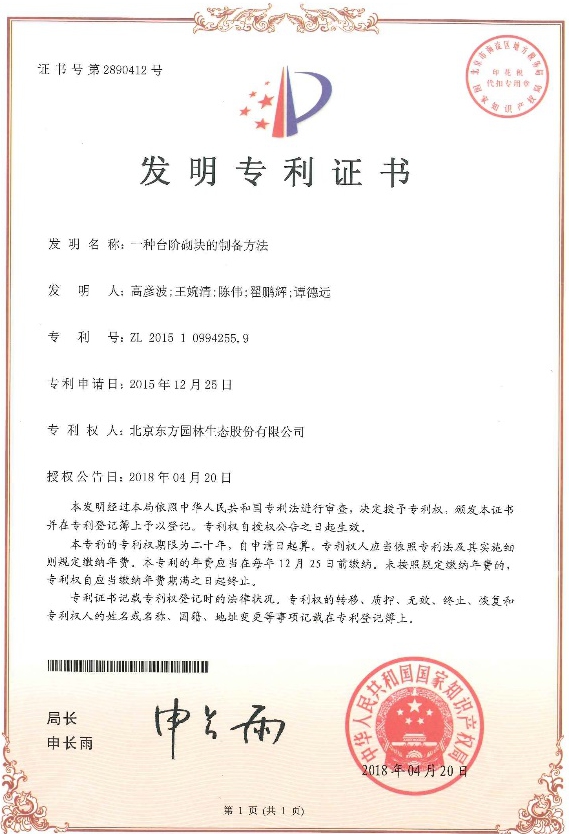 证书号第2890412号
北京市海淀区地方税务局
印花税
代扣专用章
国家知识产权局
发明专利证书
发明名称：一种台阶砌块的制备方法
发明人：高彦波;王婉清;陈伟;翟鹏辉;谭德远
专利号：ZL 2015 1 0994255.9
专利申请日：2015年12月25日
专利权人：北京东方园林生态股份有限公司
授权公告日：2018年04月20日
本发明经过本局依照中华人民共和国专利法进行审查，决定授予专利权，颁发本证书
并在专利登记簿上予以登记。专利权自授权公告之日起生效。
本专利的专利权期限为二十年，自申请日起算。专利权人应当依照专利法及其实施细
则规定缴纳年费。本专利的年费应当在每年12月25日前缴纳。未按照规定缴纳年费的，
专利权自应当缴纳年费期满之日起终止。
专利证书记载专利权登记时的法律状况。专利权的转移、质押、无效、终止、恢复和
专利权人的姓名或名称、国籍、地址变更等事项记载在专利登记簿上。
局长
申长雨
申长雨
中华人民共和国国家知识产权局
2018年04月20日
第1页(共1页)